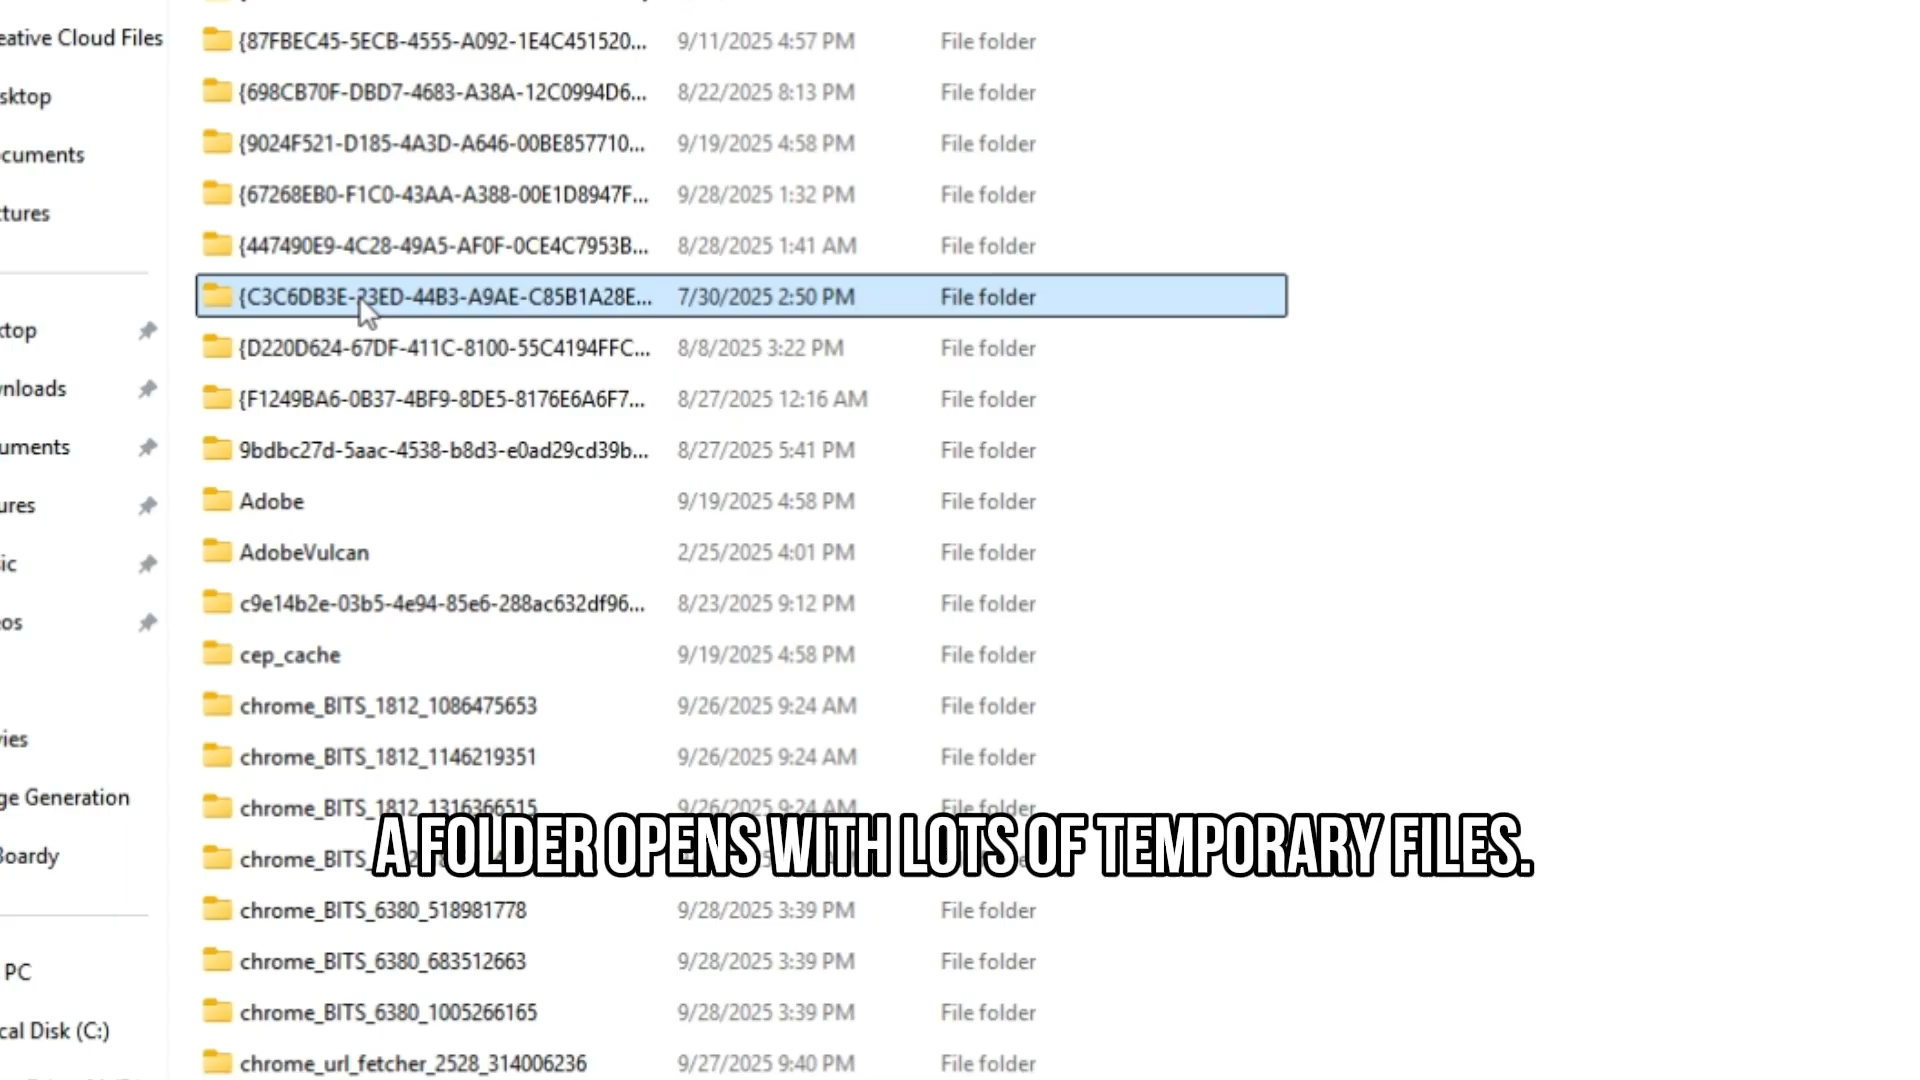 eative Cloud Files
sktop
cuments
tures
ktop
nloads
uments
ures
ic
os
ies
ge Generation
Boardy
PC
cal Disk (C:)
{87FBEC45-5ECB-4555-A092-1E4C451520... 9/11/2025 4:57 PM File folder
{698CB70F-DBD7-4683-A38A-12C0994D6... 8/22/2025 8:13 PM File folder
{9024F521-D185-4A3D-A646-00BE857710... 9/19/2025 4:58 PM File folder
{67268EB0-F1C0-43AA-A388-00E1D8947F... 9/28/2025 1:32 PM File folder
{447490E9-4C28-49A5-AF0F-0CE4C7953B... 8/28/2025 1:41 AM File folder
{C3C6DB3E-23ED-44B3-A9AE-C85B1A28E... 7/30/2025 2:50 PM File folder
{D220D624-67DF-411C-8100-55C4194FFC... 8/8/2025 3:22 PM File folder
{F1249BA6-0B37-4BF9-8DE5-8176E6A6F7... 8/27/2025 12:16 AM File folder
9bdbc27d-5aac-4538-b8d3-e0ad29cd39b... 8/27/2025 5:41 PM File folder
Adobe 9/19/2025 4:58 PM File folder
AdobeVulcan 2/25/2025 4:01 PM File folder
c9e14b2e-03b5-4e94-85e6-288ac632df96... 8/23/2025 9:12 PM File folder
cep_cache 9/19/2025 4:58 PM File folder
chrome_BITS_1812_1086475653 9/26/2025 9:24 AM File folder
chrome_BITS_1812_1146219351 9/26/2025 9:24 AM File folder
chrome_BITS_1812_1316366515 9/26/2025 9:24 AM File folder
chrome_BITS_
A FOLDER OPENS WITH LOTS OF TEMPORARY FILES.
chrome_BITS_6380_518981778 9/28/2025 3:39 PM File folder
chrome_BITS_6380_683512663 9/28/2025 3:39 PM File folder
chrome_BITS_6380_1005266165 9/28/2025 3:39 PM File folder
chrome_url_fetcher_2528_314006236 9/27/2025 9:40 PM File folder